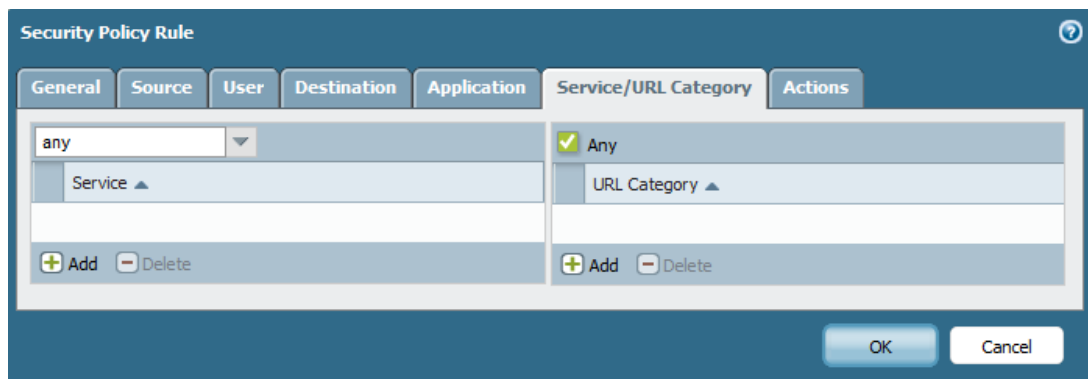 Security Policy Rule
General Source User Destination Application Service/URL Category Actions
any
Any
Service
URL Category
Add Delete
Add Delete
OK Cancel